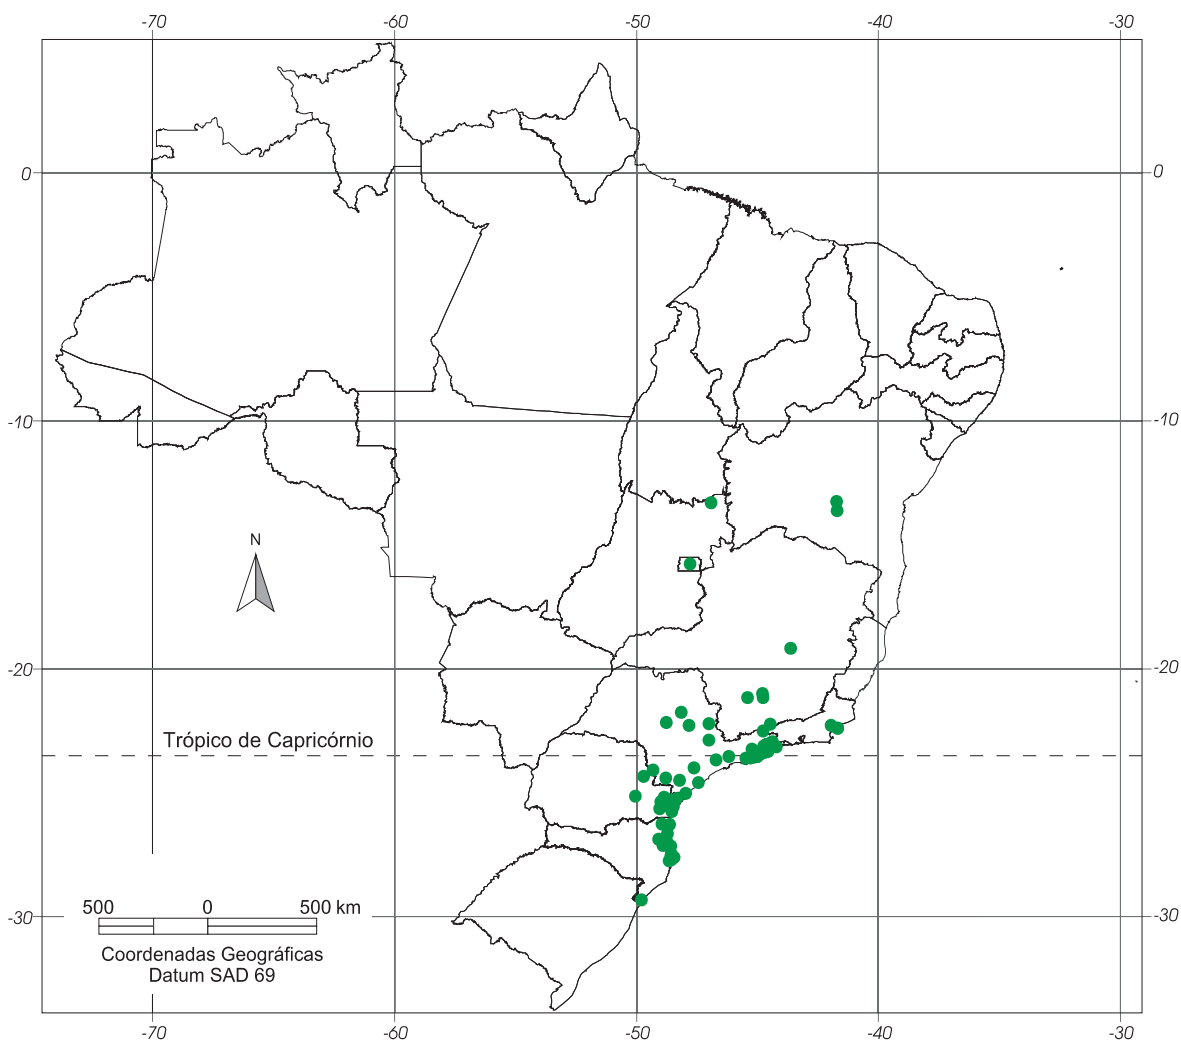 -70 -60 -50 -40 -30
0 0
-10 -10
N
-20 -20
Trópico de Capricórnio
500 0 500 km
-30 -30
Coordenadas Geográficas
Datum SAD 69
-70 -60 -50 -40 -30